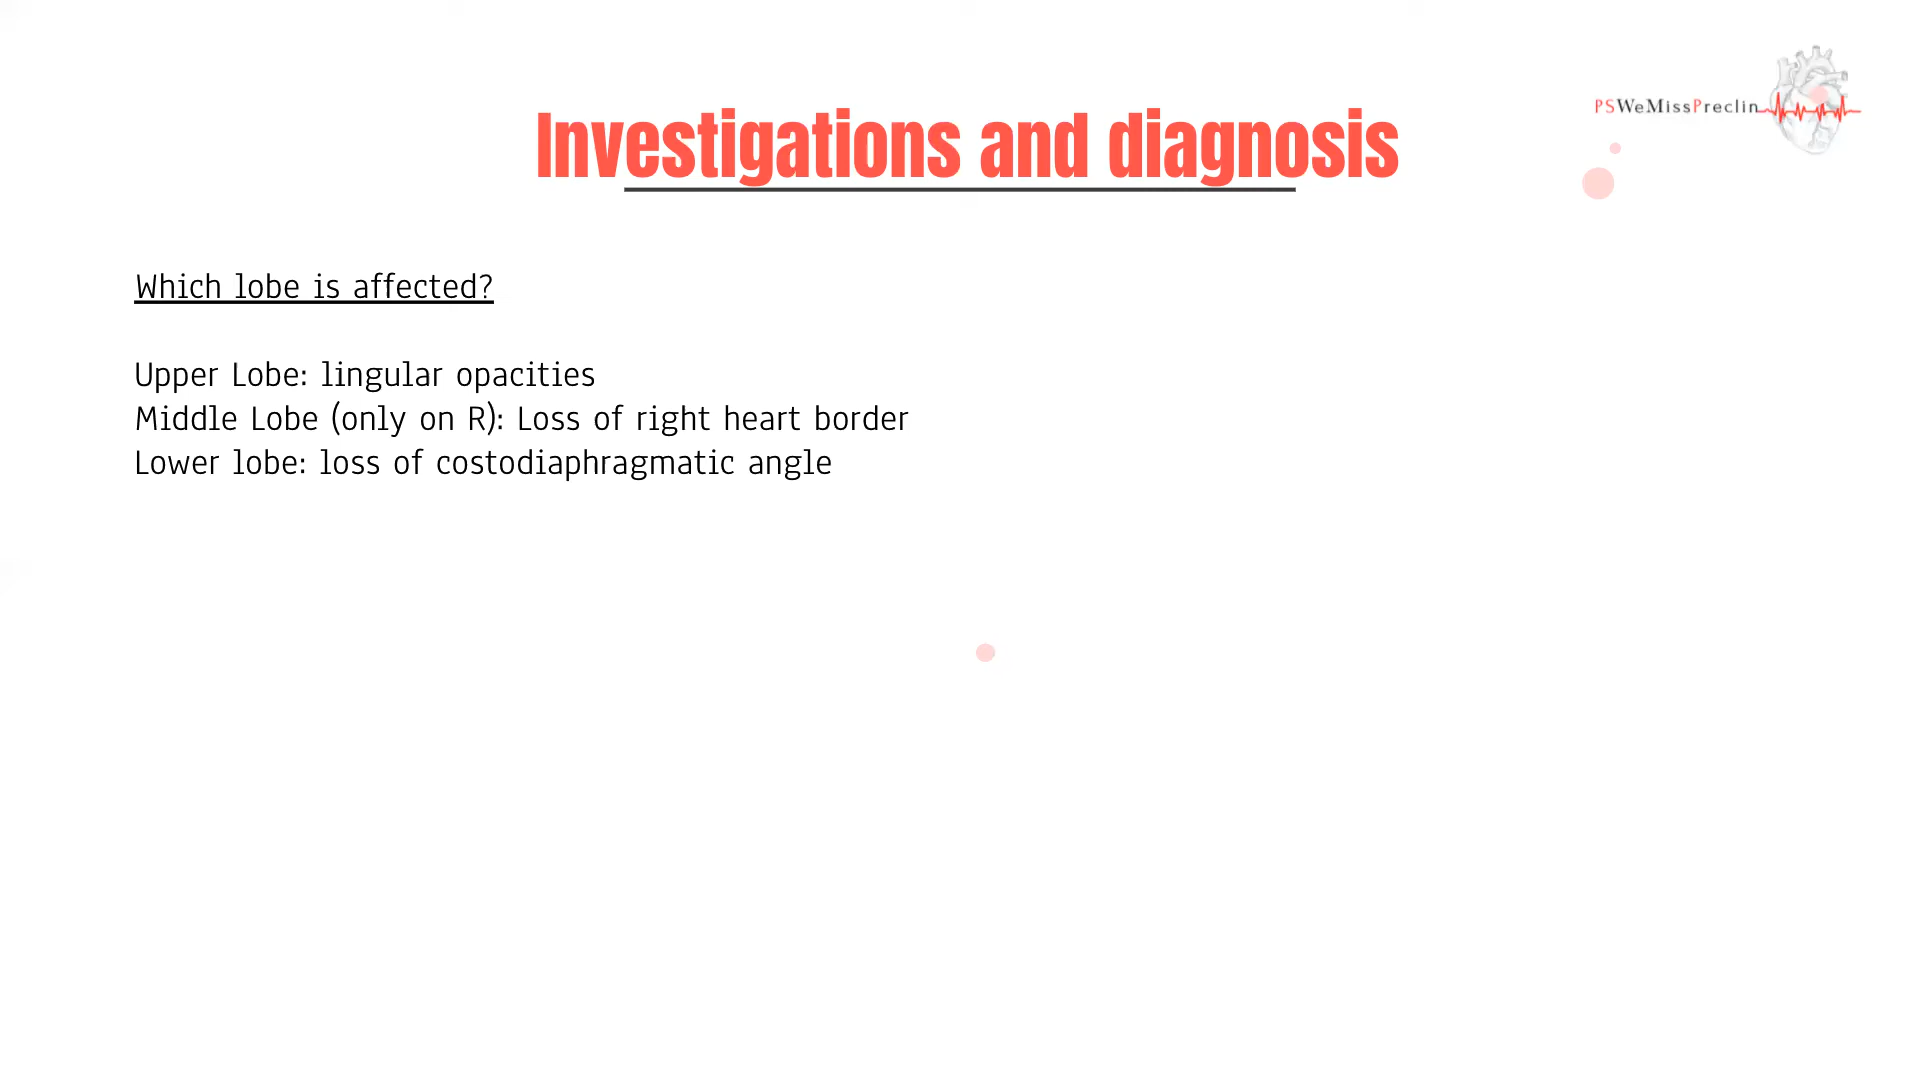 PSWeMissPreclin
Investigations and diagnosis
Which lobe is affected?
Upper Lobe: lingular opacities
Middle Lobe (only on R): Loss of right heart border
Lower lobe: loss of costodiaphragmatic angle